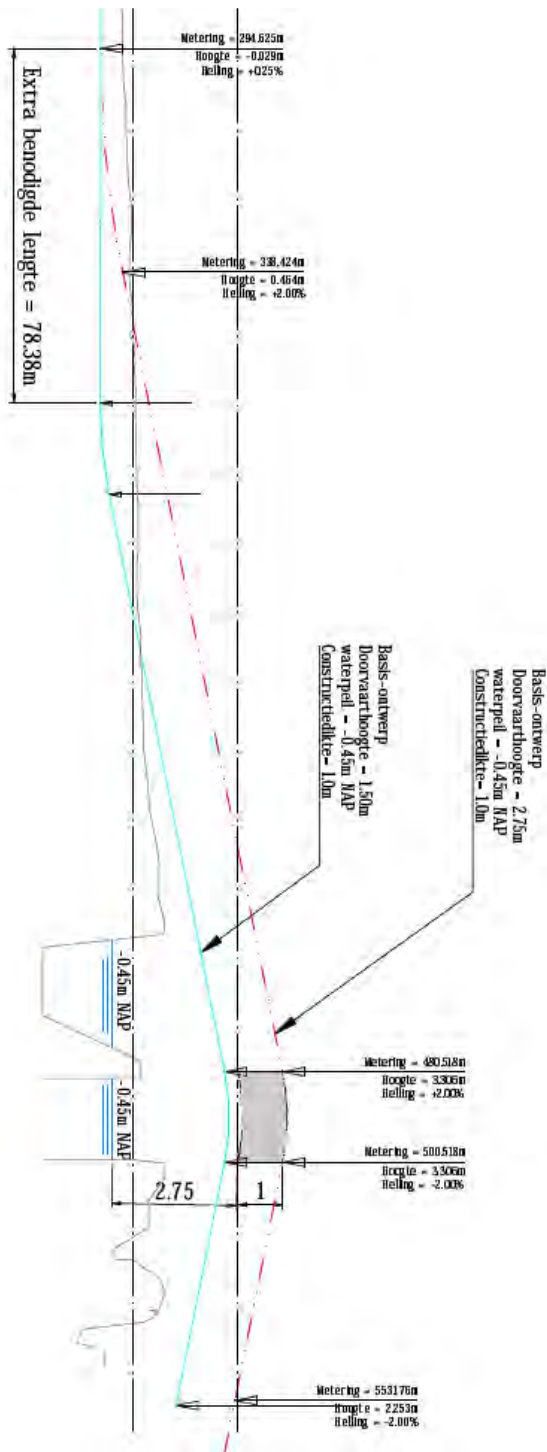 Metering = 294.625m
Hoogte = -0.029m
Helling = +0.25%
Extra benodigde lengte = 78.38m
Metering = 338.424m
Hoogte = 0.464m
Helling = +2.00%
Basis-ontwerp
Doorvaarthoogte = 2.75m
waterpeil = -0.45m NAP
Constructiedikte= 1.0m
Basis-ontwerp
Doorvaarthoogte = 1.50m
waterpeil = -0.45m NAP
Constructiedikte= 1.0m
-0.45m NAP
-0.45m NAP
Metering = 490.518m
Hoogte = 3.306m
Helling = +2.00%
Metering = 500.518m
Hoogte = 3.306m
Helling = -2.00%
2.75
1
Metering = 553.176m
Hoogte = 2.253m
Helling = -2.00%